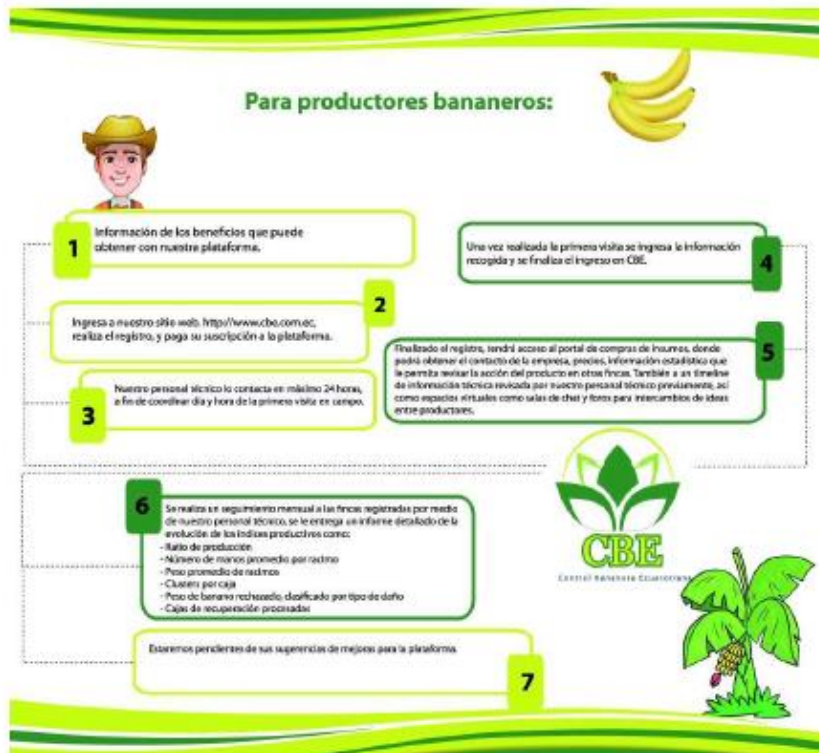 Para productores bananeros:
1
Información de los beneficios que puede
obtener con nuestra plataforma.
2
Ingresa a nuestro sitio web. http://www.cbe.com.ec,
realiza el registro, y paga su suscripción a la plataforma.
3
Nuestro personal técnico lo contacta en máximo 24 horas,
a fin de coordinar día y hora de la primera visita en campo.
4
Una vez realizada la primera visita se ingresa la información
recogida y se finaliza el ingreso en CBE.
5
Finalizado el registro, tendrá acceso al portal de compras de insumos, donde
podrá obtener el contacto de la empresa, precios, información estadística que
le permita revisar la acción del producto en otras fincas. También a un timeline
de información técnica revisada por nuestro personal técnico previamente, así
como espacios virtuales como salas de chat y foros para intercambios de ideas
entre productores.
CBE
Central Bananera Ecuatoriana
6
Se realiza un seguimiento mensual a las fincas registradas por medio
de nuestro personal técnico, se le entrega un informe detallado de la
evolución de los índices productivos como:
- Ratio de producción
- Número de manos promedio por racimo
- Peso promedio de racimos
- Clusters por caja
- Peso de banano rechazado, clasificado por tipo de daño
- Cajas de recuperación procesadas
Estaremos pendientes de sus sugerencias de mejoras para la plataforma.
7